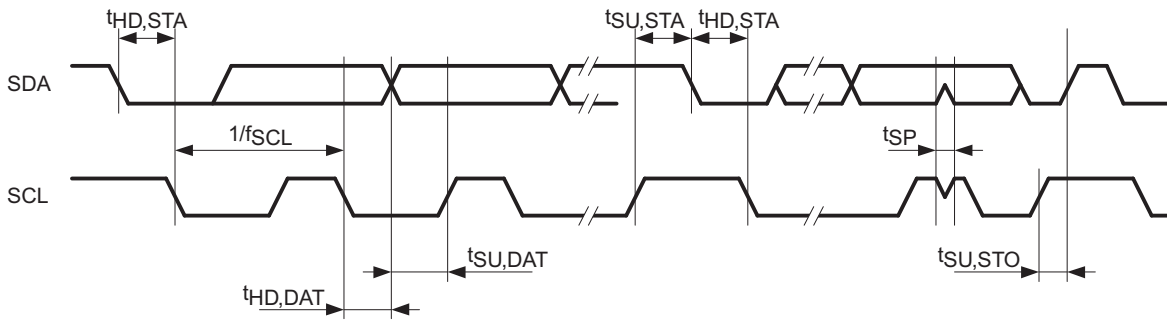 tHD,STA
tSU,STA
tHD,STA
SDA
1/fSCL
tSP
SCL
tSU,DAT
tSU,STO
tHD,DAT